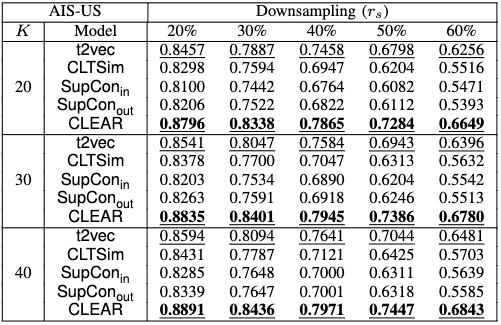 AIS-US Downsampling (rs)
K Model 20% 30% 40% 50% 60%
20 t2vec 0.8457 0.7887 0.7458 0.6798 0.6256
CLTSim 0.8298 0.7594 0.6947 0.6204 0.5516
SupConin 0.8100 0.7442 0.6764 0.6082 0.5471
SupConout 0.8206 0.7522 0.6822 0.6112 0.5393
CLEAR 0.8796 0.8338 0.7865 0.7284 0.6649
30 t2vec 0.8541 0.8047 0.7584 0.6943 0.6396
CLTSim 0.8378 0.7700 0.7047 0.6313 0.5632
SupConin 0.8203 0.7534 0.6890 0.6204 0.5542
SupConout 0.8263 0.7591 0.6918 0.6246 0.5513
CLEAR 0.8835 0.8401 0.7945 0.7386 0.6780
40 t2vec 0.8594 0.8094 0.7641 0.7044 0.6481
CLTSim 0.8431 0.7787 0.7121 0.6425 0.5703
SupConin 0.8285 0.7648 0.7000 0.6311 0.5639
SupConout 0.8339 0.7647 0.7001 0.6318 0.5585
CLEAR 0.8891 0.8436 0.7971 0.7447 0.6843